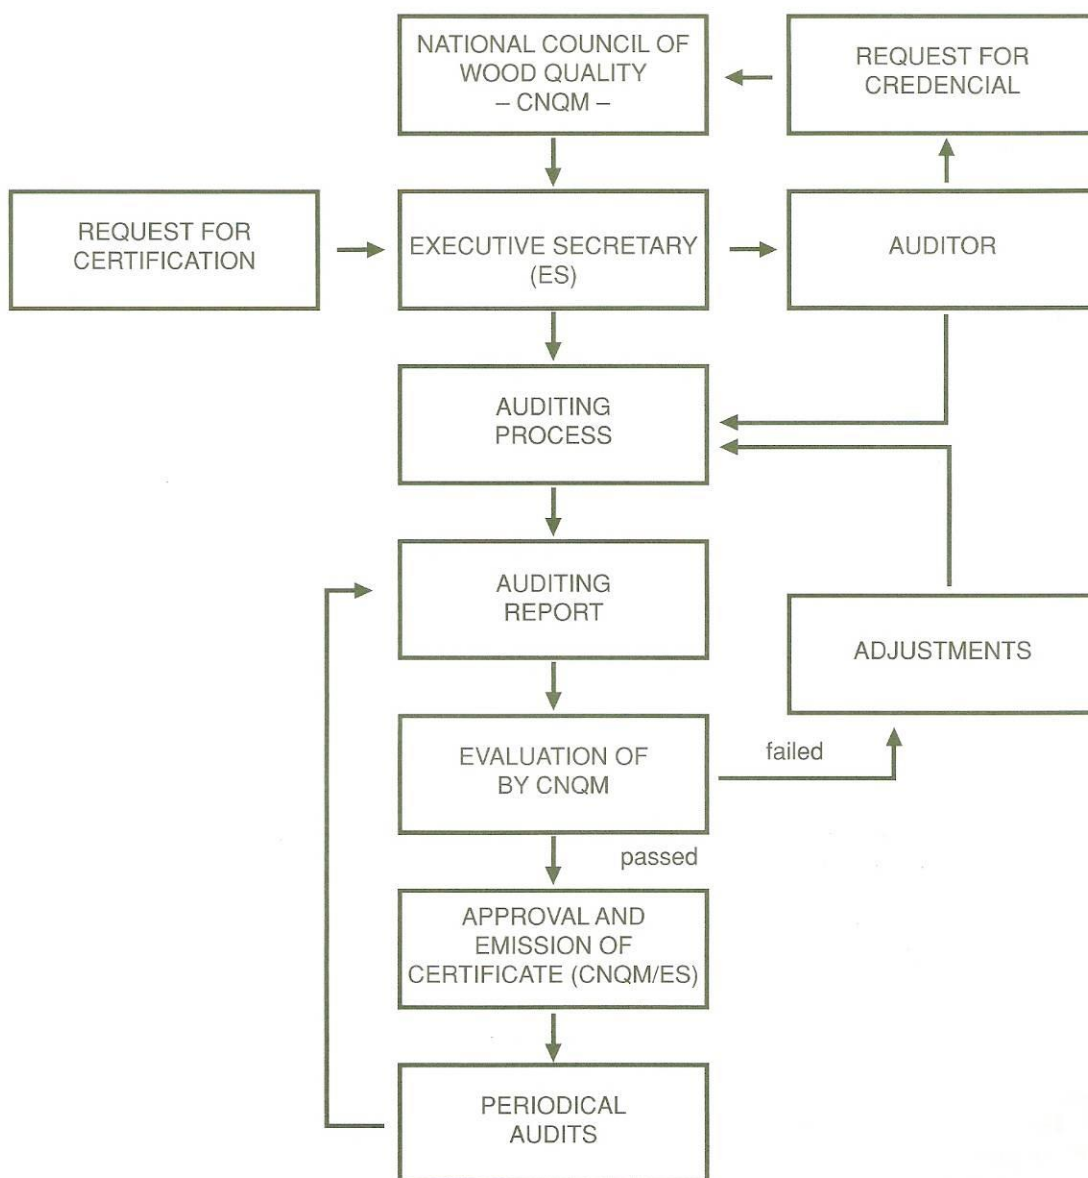 NATIONAL COUNCIL OF
WOOD QUALITY
– CNQM –
REQUEST FOR
CREDENCIAL
REQUEST FOR
CERTIFICATION
EXECUTIVE SECRETARY
(ES)
AUDITOR
AUDITING
PROCESS
AUDITING
REPORT
ADJUSTMENTS
EVALUATION OF
BY CNQM
failed
passed
APPROVAL AND
EMISSION OF
CERTIFICATE (CNQM/ES)
PERIODICAL
AUDITS